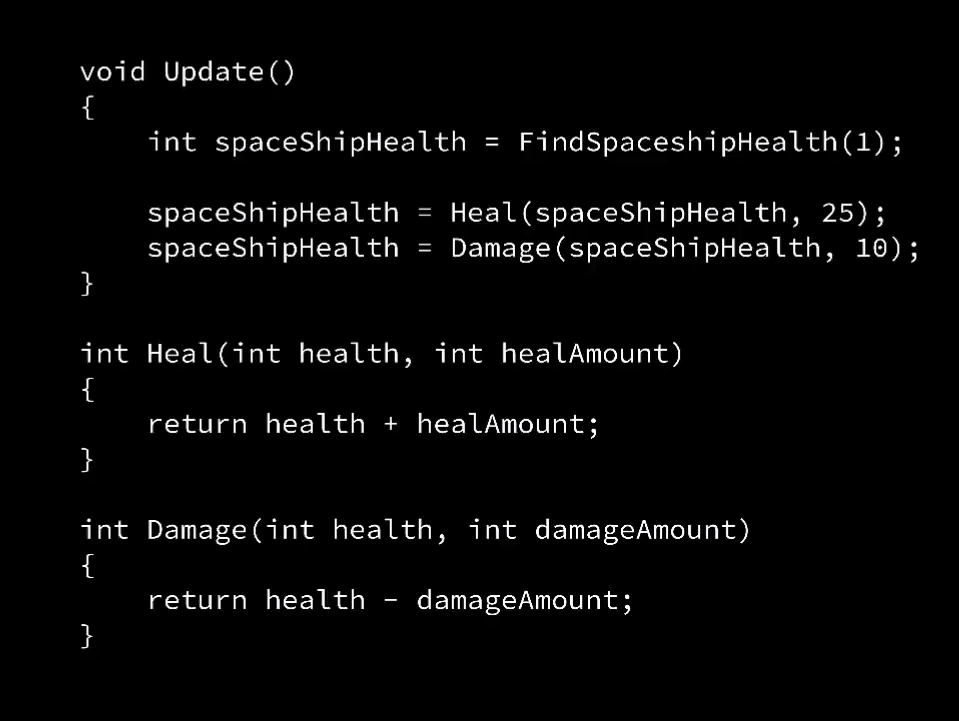 void Update()
{
    int spaceShipHealth = FindSpaceshipHealth(1);

    spaceShipHealth = Heal(spaceShipHealth, 25);
    spaceShipHealth = Damage(spaceShipHealth, 10);
}

int Heal(int health, int healAmount)
{
    return health + healAmount;
}

int Damage(int health, int damageAmount)
{
    return health - damageAmount;
}